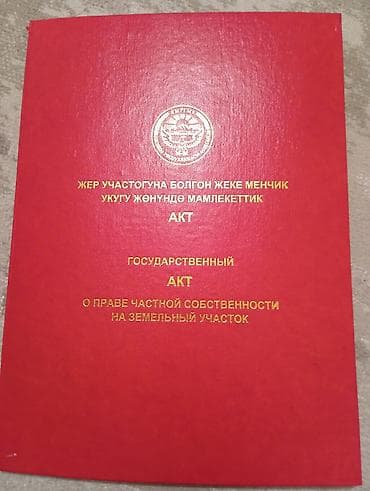 ЖЕР УЧАСТОГУНА БОЛГОН ЖЕКЕ МЕНЧИК
УКУГУ ЖӨНҮНДӨ МАМЛЕКЕТТИК
АКТ
ГОСУДАРСТВЕННЫЙ
АКТ
О ПРАВЕ ЧАСТНОЙ СОБСТВЕННОСТИ
НА ЗЕМЕЛЬНЫЙ УЧАСТОК